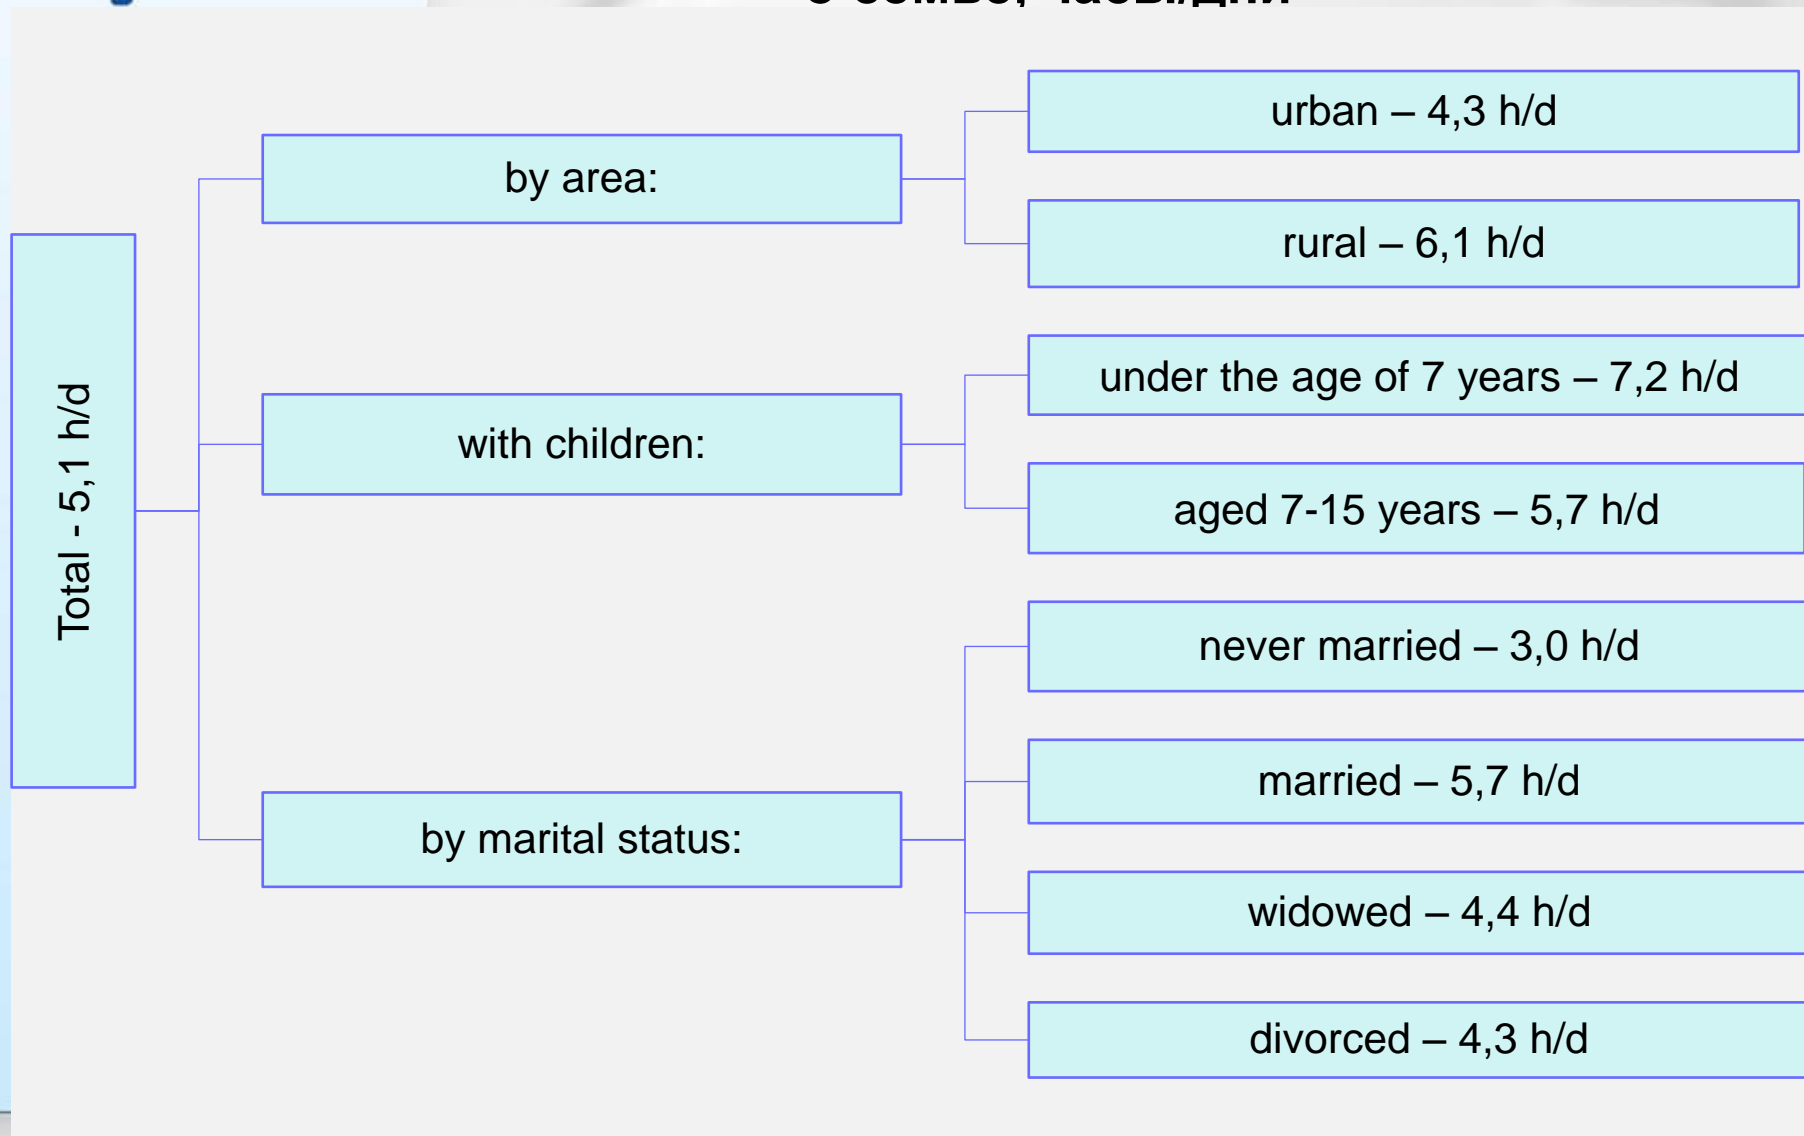 Total - 5,1 h/d
by area:
urban – 4,3 h/d
rural – 6,1 h/d
with children:
under the age of 7 years – 7,2 h/d
aged 7-15 years – 5,7 h/d
by marital status:
never married – 3,0 h/d
married – 5,7 h/d
widowed – 4,4 h/d
divorced – 4,3 h/d